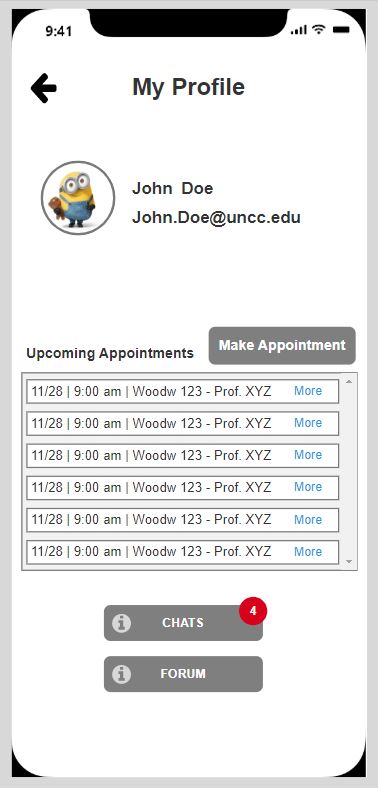 9:41
My Profile
John Doe
John.Doe@uncc.edu
Make Appointment
Upcoming Appointments
11/28 | 9:00 am | Woodw 123 - Prof. XYZ More
11/28 | 9:00 am | Woodw 123 - Prof. XYZ More
11/28 | 9:00 am | Woodw 123 - Prof. XYZ More
11/28 | 9:00 am | Woodw 123 - Prof. XYZ More
11/28 | 9:00 am | Woodw 123 - Prof. XYZ More
11/28 | 9:00 am | Woodw 123 - Prof. XYZ More
4
CHATS
FORUM